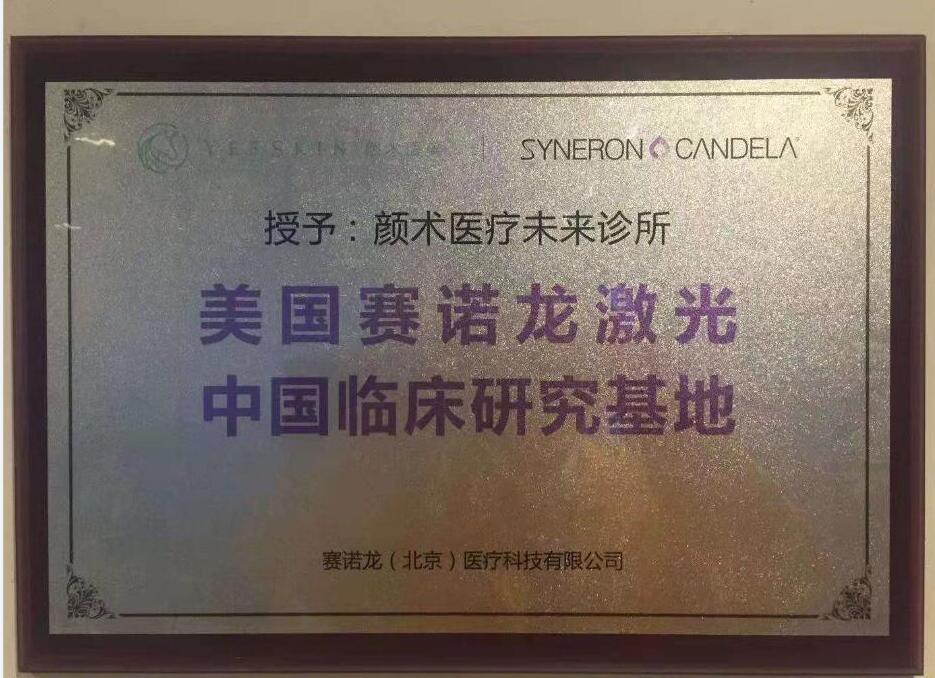 YESSKIN
SYNERON CANDELA
授予：颜术医疗未来诊所
美国赛诺龙激光
中国临床研究基地
赛诺龙（北京）医疗科技有限公司